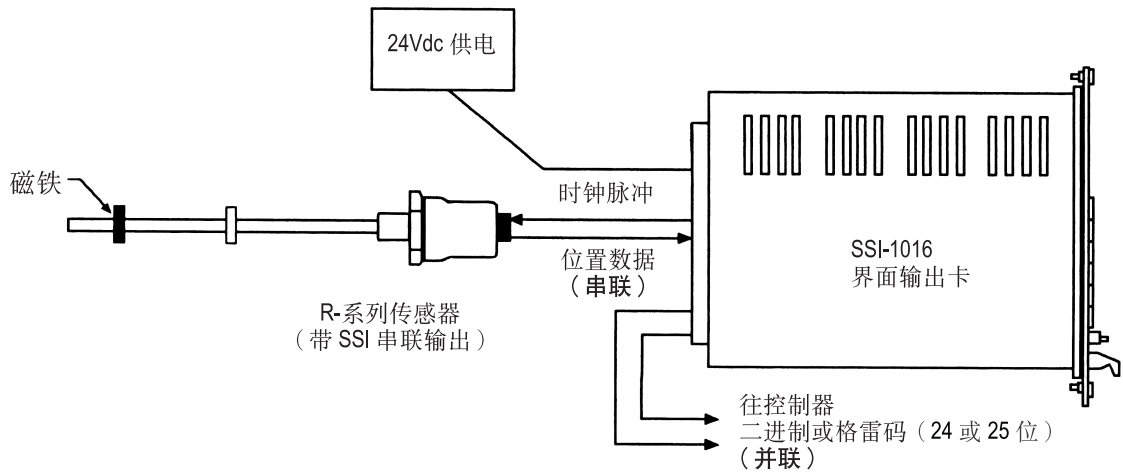 24Vdc 供电
磁铁
时钟脉冲
位置数据
（串联）
SSI-1016
界面输出卡
R-系列传感器
（带 SSI 串联输出）
往控制器
二进制或格雷码（24 或 25 位）
（并联）